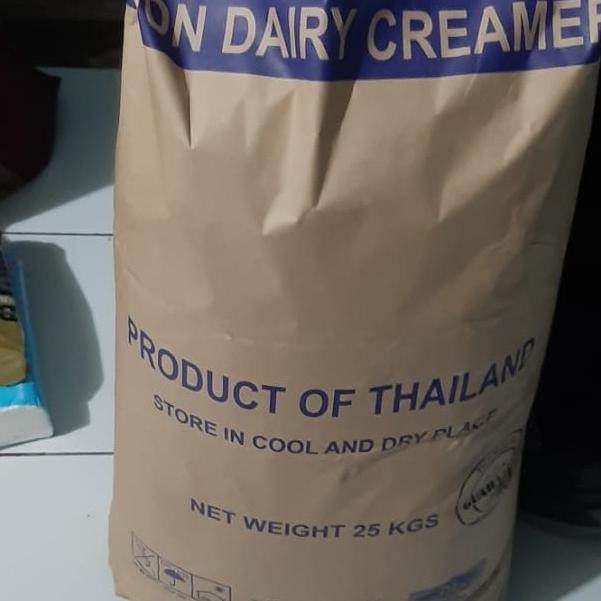 ON DAIRY CREAMER
PRODUCT OF THAILAND
STORE IN COOL AND DRY PLACE
NET WEIGHT 25 KGS